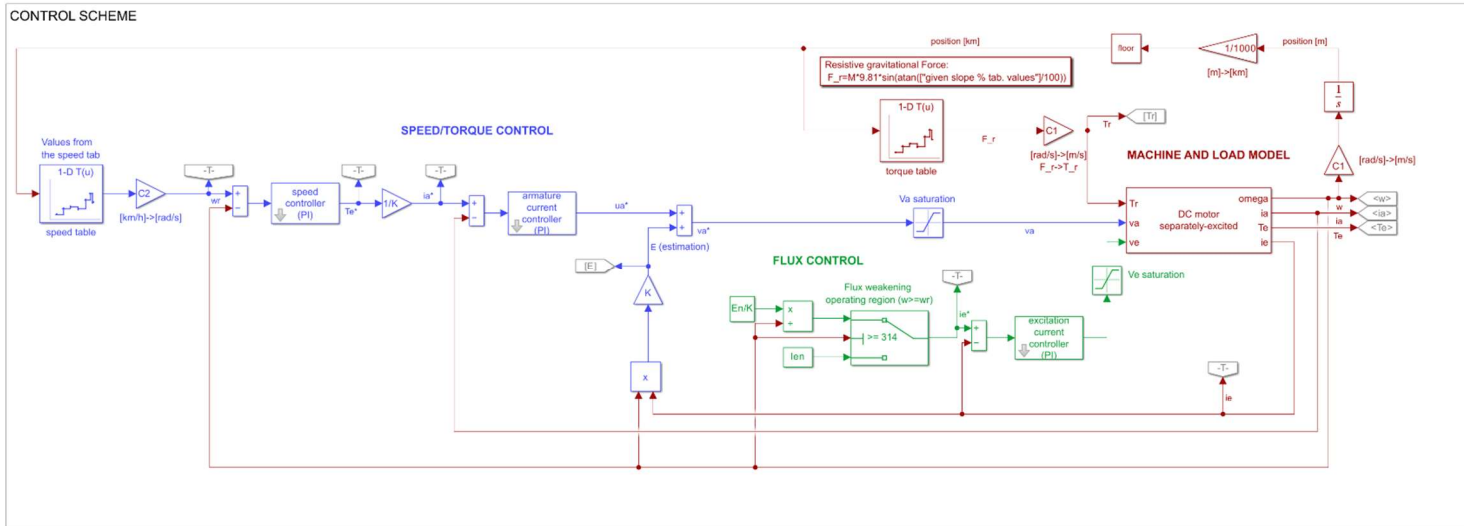 CONTROL SCHEME
position [km]
floor
1/1000
position [m]
[m]->[km]
Resistive gravitational Force:
F_r=M*9.81*sin(atan(["given slope % tab. values"]/100))
1
s
1-D T(u)
torque table
F_r
C1
[rad/s]->[m/s]
F_r->T_r
Tr
[Tr]
C1
[rad/s]->[m/s]
SPEED/TORQUE CONTROL
MACHINE AND LOAD MODEL
Values from
the speed tab
1-D T(u)
speed table
C2
[km/h]->[rad/s]
-T-
wr
+
−
speed
controller
(PI)
-T-
Te*
1/K
-T-
ia*
+
−
armature
current
controller
(PI)
ua*
+
+
va*
E (estimation)
[E]
K
x
Va saturation
va
Tr
va
ve
DC motor
separately-excited
omega
ia
Te
ie
w
ia
Te
<w>
<ia>
<Te>
FLUX CONTROL
Ve saturation
Flux weakening
operating region (w>=wr)
En/K
x
÷
>= 314
Ien
-T-
ie*
+
−
excitation
current
controller
(PI)
-T-
ie